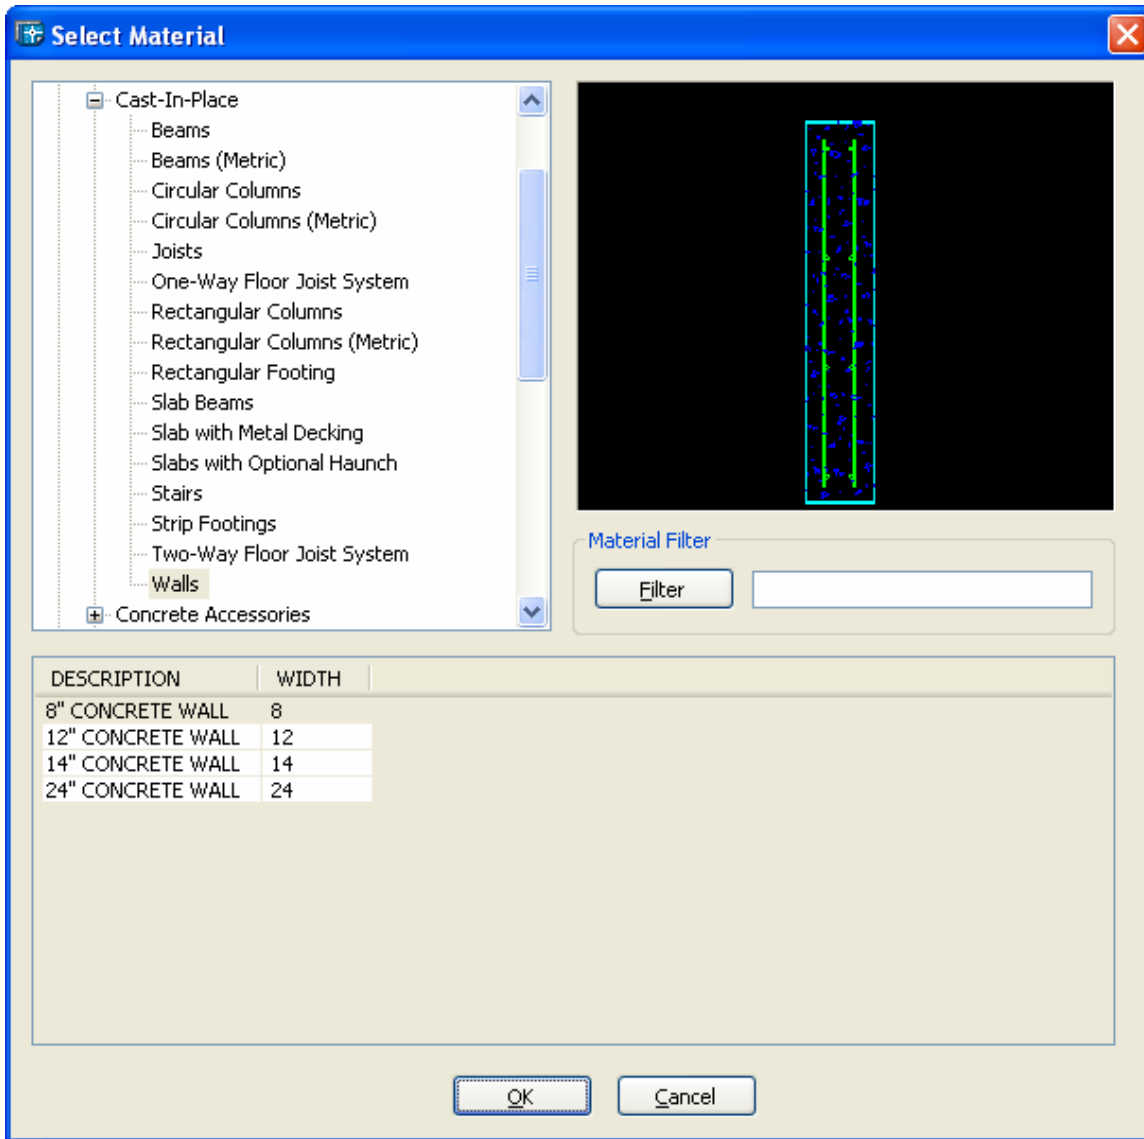 Select Material
Cast-In-Place
Beams
Beams (Metric)
Circular Columns
Circular Columns (Metric)
Joists
One-Way Floor Joist System
Rectangular Columns
Rectangular Columns (Metric)
Rectangular Footing
Slab Beams
Slab with Metal Decking
Slabs with Optional Haunch
Stairs
Strip Footings
Two-Way Floor Joist System
Walls
Concrete Accessories
Material Filter
Filter
DESCRIPTION WIDTH
8" CONCRETE WALL 8
12" CONCRETE WALL 12
14" CONCRETE WALL 14
24" CONCRETE WALL 24
OK Cancel